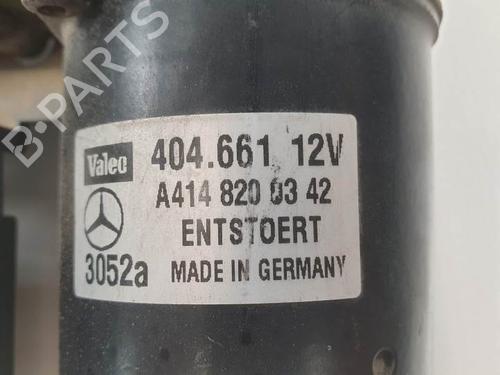 B-PARTS
Valeo 404.661 12V
A414 820 03 42
ENTSTOERT
3052a MADE IN GERMANY